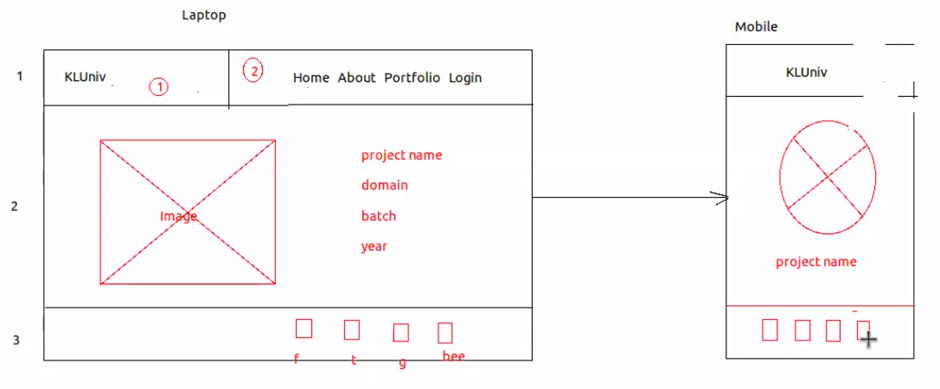 Laptop
Mobile
1
KLUniv
1
2
Home About Portfolio Login
KLUniv
2
Image
project name
domain
batch
year
project name
3
f
t
g
bee